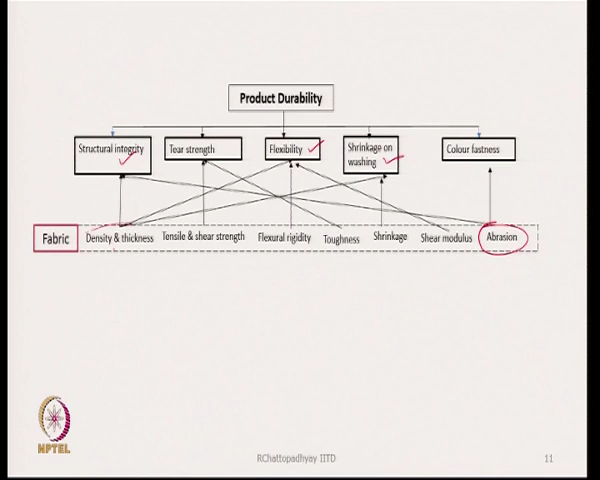 Product Durability
Structural integrity
Tear strength
Flexibility
Shrinkage on
washing
Colour fastness
Fabric
Density & thickness
Tensile & shear strength
Flexural rigidity
Toughness
Shrinkage
Shear modulus
Abrasion
NPTEL
RChattopadhyay IITD
11